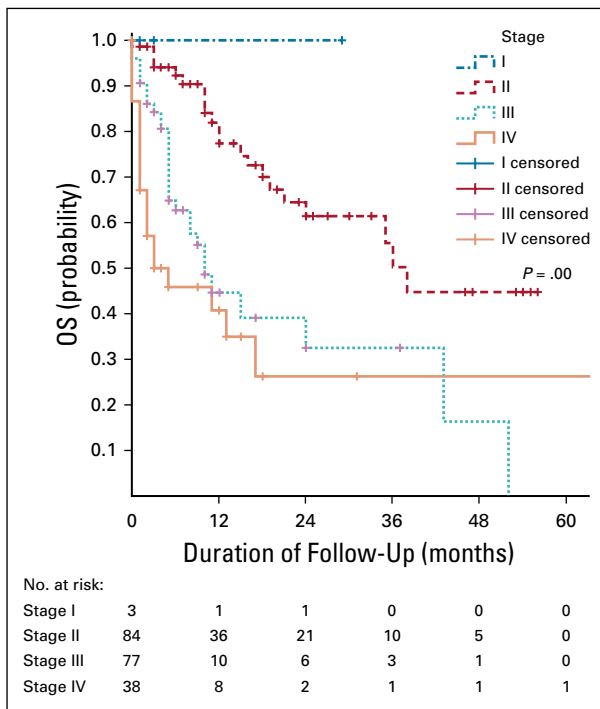 Stage
I
II
III
IV
I censored
II censored
III censored
IV censored
P = .00
1.0
0.9
0.8
0.7
0.6
0.5
0.4
0.3
0.2
0.1
OS (probability)
0 12 24 36 48 60
Duration of Follow-Up (months)
No. at risk:
Stage I 3 1 1 0 0 0
Stage II 84 36 21 10 5 0
Stage III 77 10 6 3 1 0
Stage IV 38 8 2 1 1 1